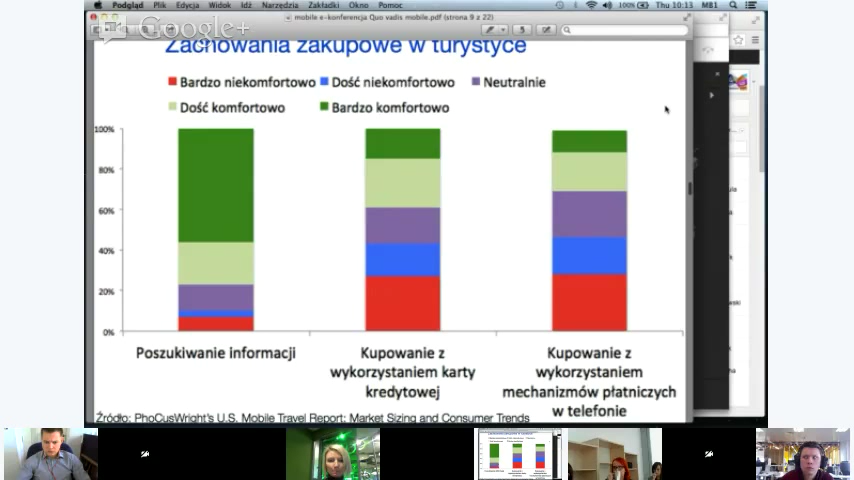 Podgląd Plik Edycja Widok Idź Narzędzia Zakładki Okno Pomoc 100% Thu 10:13 MB1
mobile e-konferencja Quo vadis mobile.pdf (strona 9 z 22)
Google+
Zachowania zakupowe w turystyce
Bardzo niekomfortowo Dość niekomfortowo Neutralnie
Dość komfortowo Bardzo komfortowo
100%
80%
60%
40%
20%
0%
Poszukiwanie informacji
Kupowanie z
wykorzystaniem karty
kredytowej
Kupowanie z
wykorzystaniem
mechanizmów płatniczych
w telefonie
Źródło: PhoCusWright's U.S. Mobile Travel Report: Market Sizing and Consumer Trends